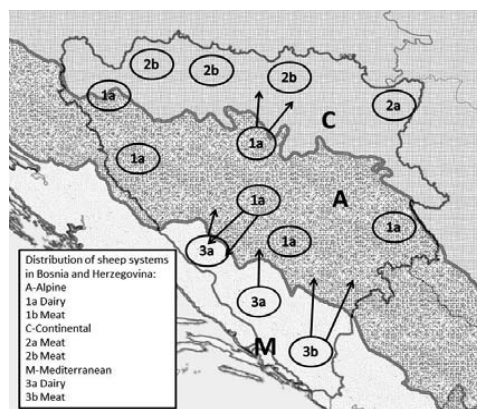 2b
2b
2b
1a
2a
C
1a
1a
1a
A
1a
3a
1a
3a
M
3b
Distribution of sheep systems
in Bosnia and Herzegovina:
A-Alpine
1a Dairy
1b Meat
C-Continental
2a Meat
2b Meat
M-Mediterranean
3a Dairy
3b Meat